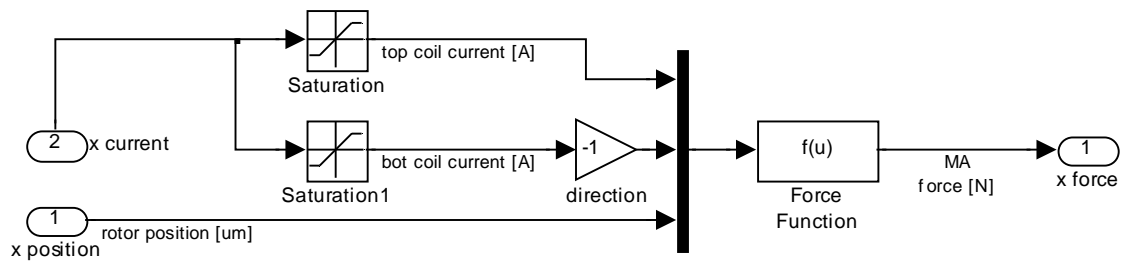 top coil current [A]
Saturation
2
x current
bot coil current [A]
Saturation1
-1
direction
f(u)
Force
Function
MA
force [N]
1
x force
1
x position
rotor position [um]